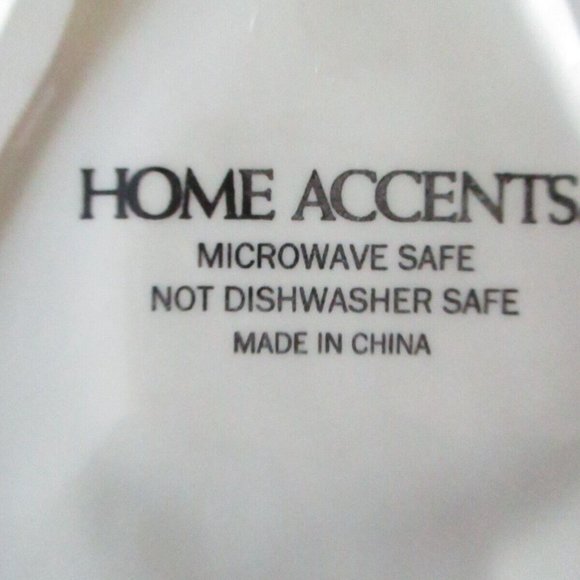 HOME ACCENTS
MICROWAVE SAFE
NOT DISHWASHER SAFE
MADE IN CHINA